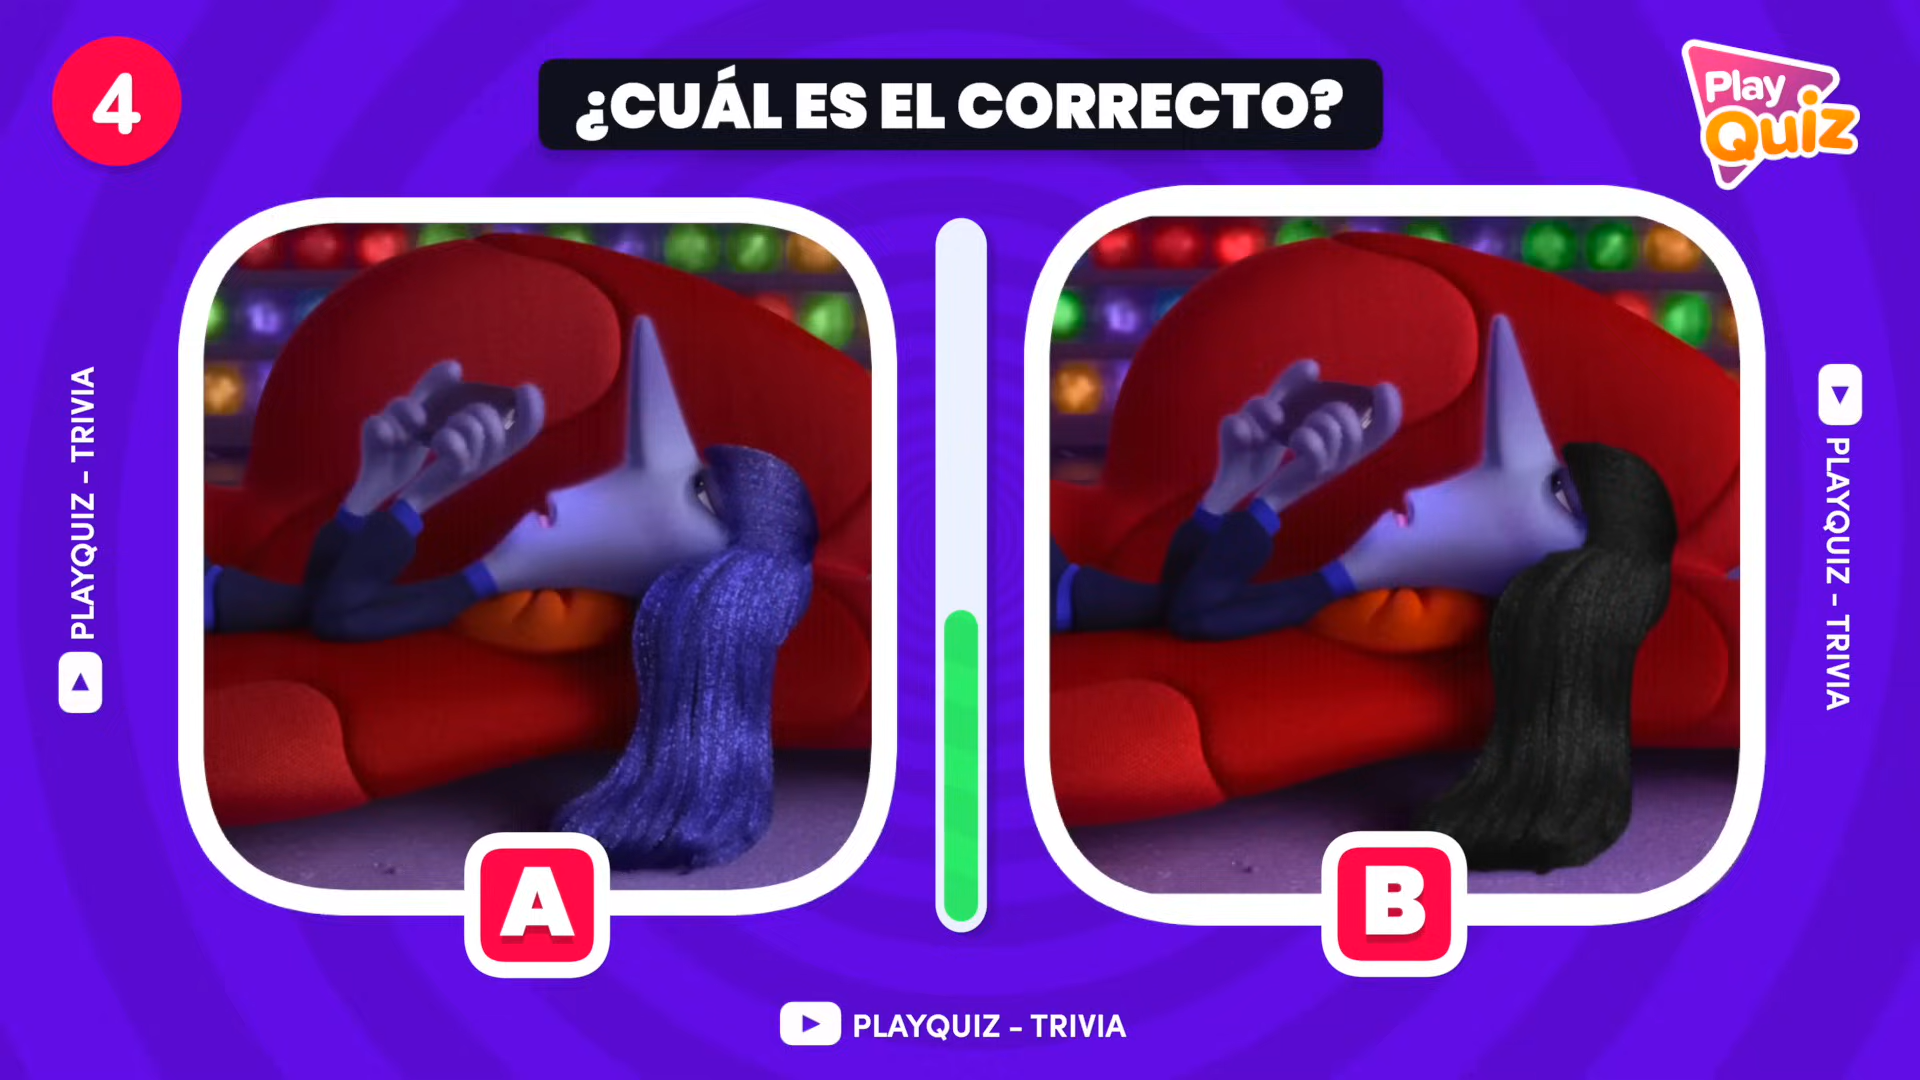 4
¿CUÁL ES EL CORRECTO?
Play
Quiz
PLAYQUIZ - TRIVIA
PLAYQUIZ - TRIVIA
A
B
PLAYQUIZ - TRIVIA